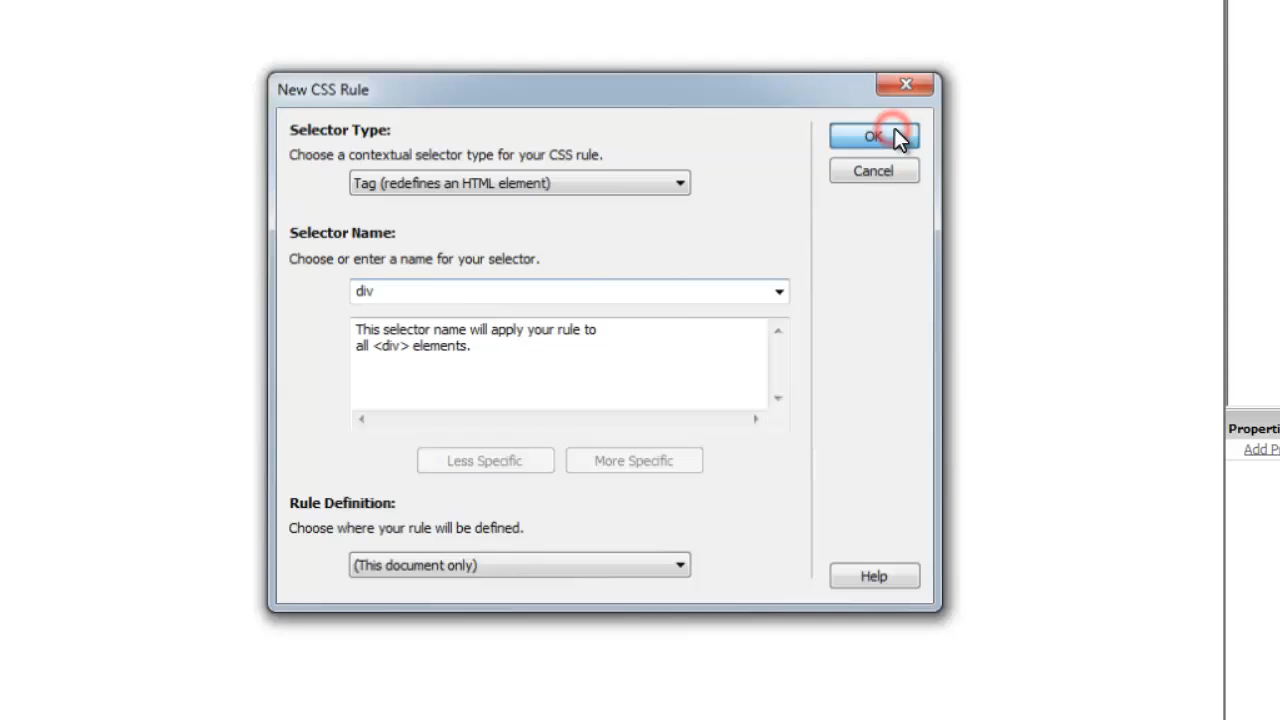 New CSS Rule
Selector Type:
Choose a contextual selector type for your CSS rule.
Tag (redefines an HTML element)
OK
Cancel
Selector Name:
Choose or enter a name for your selector.
div
This selector name will apply your rule to
all <div> elements.
Less Specific
More Specific
Rule Definition:
Choose where your rule will be defined.
(This document only)
Help
Properti
Add P